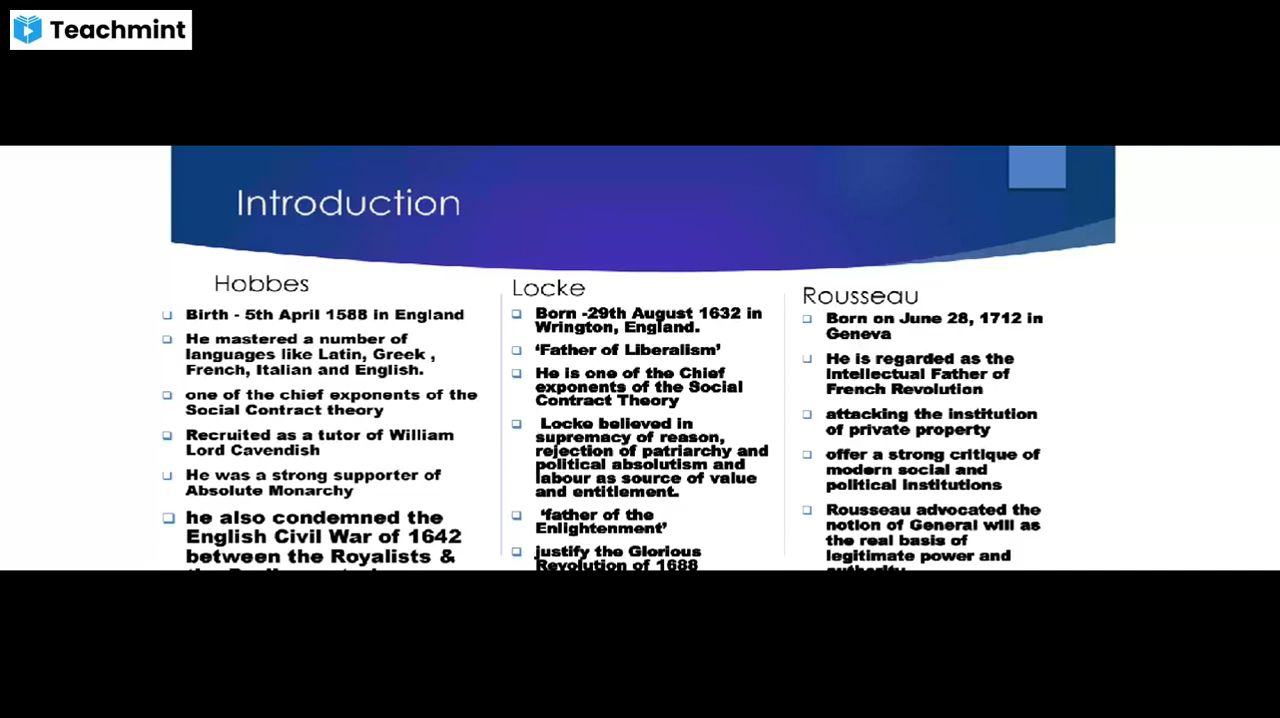 Teachmint
Introduction
Hobbes
Birth - 5th April 1588 in England
He mastered a number of
languages like Latin, Greek ,
French, Italian and English.
one of the chief exponents of the
Social Contract theory
Recruited as a tutor of William
Lord Cavendish
He was a strong supporter of
Absolute Monarchy
he also condemned the
English Civil War of 1642
between the Royalists &
Locke
Born -29th August 1632 in
Wrington, England.
‘Father of Liberalism’
He is one of the Chief
exponents of the Social
Contract Theory
Locke believed in
supremacy of reason,
rejection of patriarchy and
political absolutism and
labour as source of value
and entitlement.
‘father of the
Enlightenment’
justify the Glorious
Revolution of 1688
Rousseau
Born on June 28, 1712 in
Geneva
He is regarded as the
Intellectual Father of
French Revolution
attacking the institution
of private property
offer a strong critique of
modern social and
political institutions
Rousseau advocated the
notion of General will as
the real basis of
legitimate power and
authority